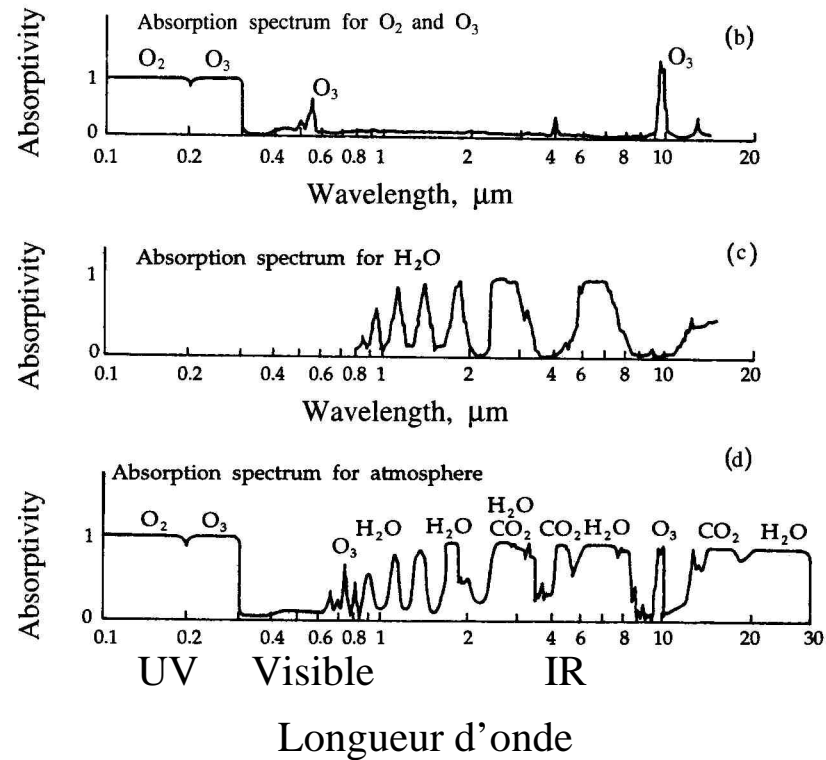 Absorption spectrum for O₂ and O₃
(b)
O₂ O₃ O₃ O₃
Absorptivity
1
0
0.1 0.2 0.4 0.6 0.8 1 2 4 6 8 10 20
Wavelength, μm
Absorption spectrum for H₂O
(c)
Absorptivity
1
0
0.1 0.2 0.4 0.6 0.8 1 2 4 6 8 10 20
Wavelength, μm
(d)
Absorption spectrum for atmosphere
H₂O
O₂ O₃ O₃ H₂O H₂O CO₂ CO₂ H₂O O₃ CO₂ H₂O
Absorptivity
1
0
0.1 0.2 0.4 0.6 0.8 1 2 4 6 8 10 20 30
UV Visible IR
Longueur d'onde